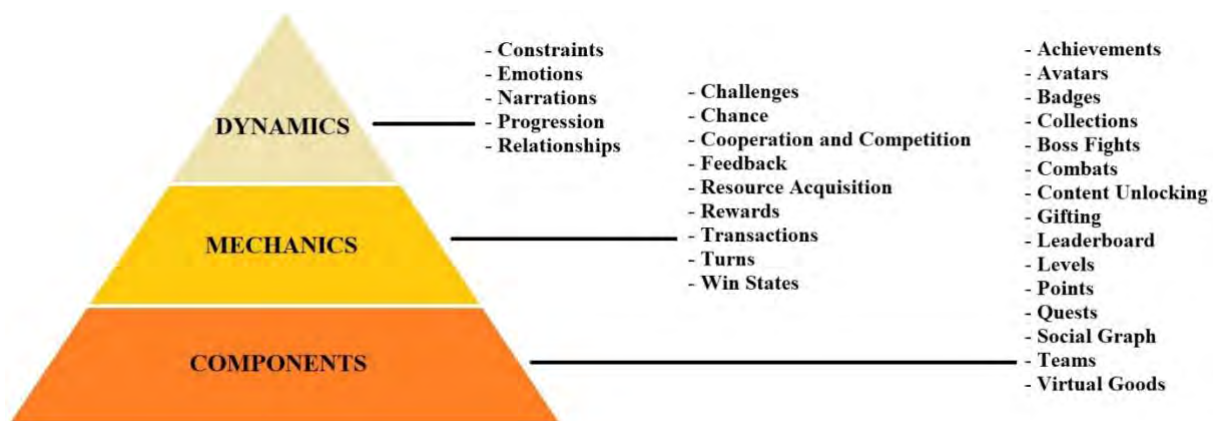 DYNAMICS
- Constraints
- Emotions
- Narrations
- Progression
- Relationships
MECHANICS
- Challenges
- Chance
- Cooperation and Competition
- Feedback
- Resource Acquisition
- Rewards
- Transactions
- Turns
- Win States
COMPONENTS
- Achievements
- Avatars
- Badges
- Collections
- Boss Fights
- Combats
- Content Unlocking
- Gifting
- Leaderboard
- Levels
- Points
- Quests
- Social Graph
- Teams
- Virtual Goods